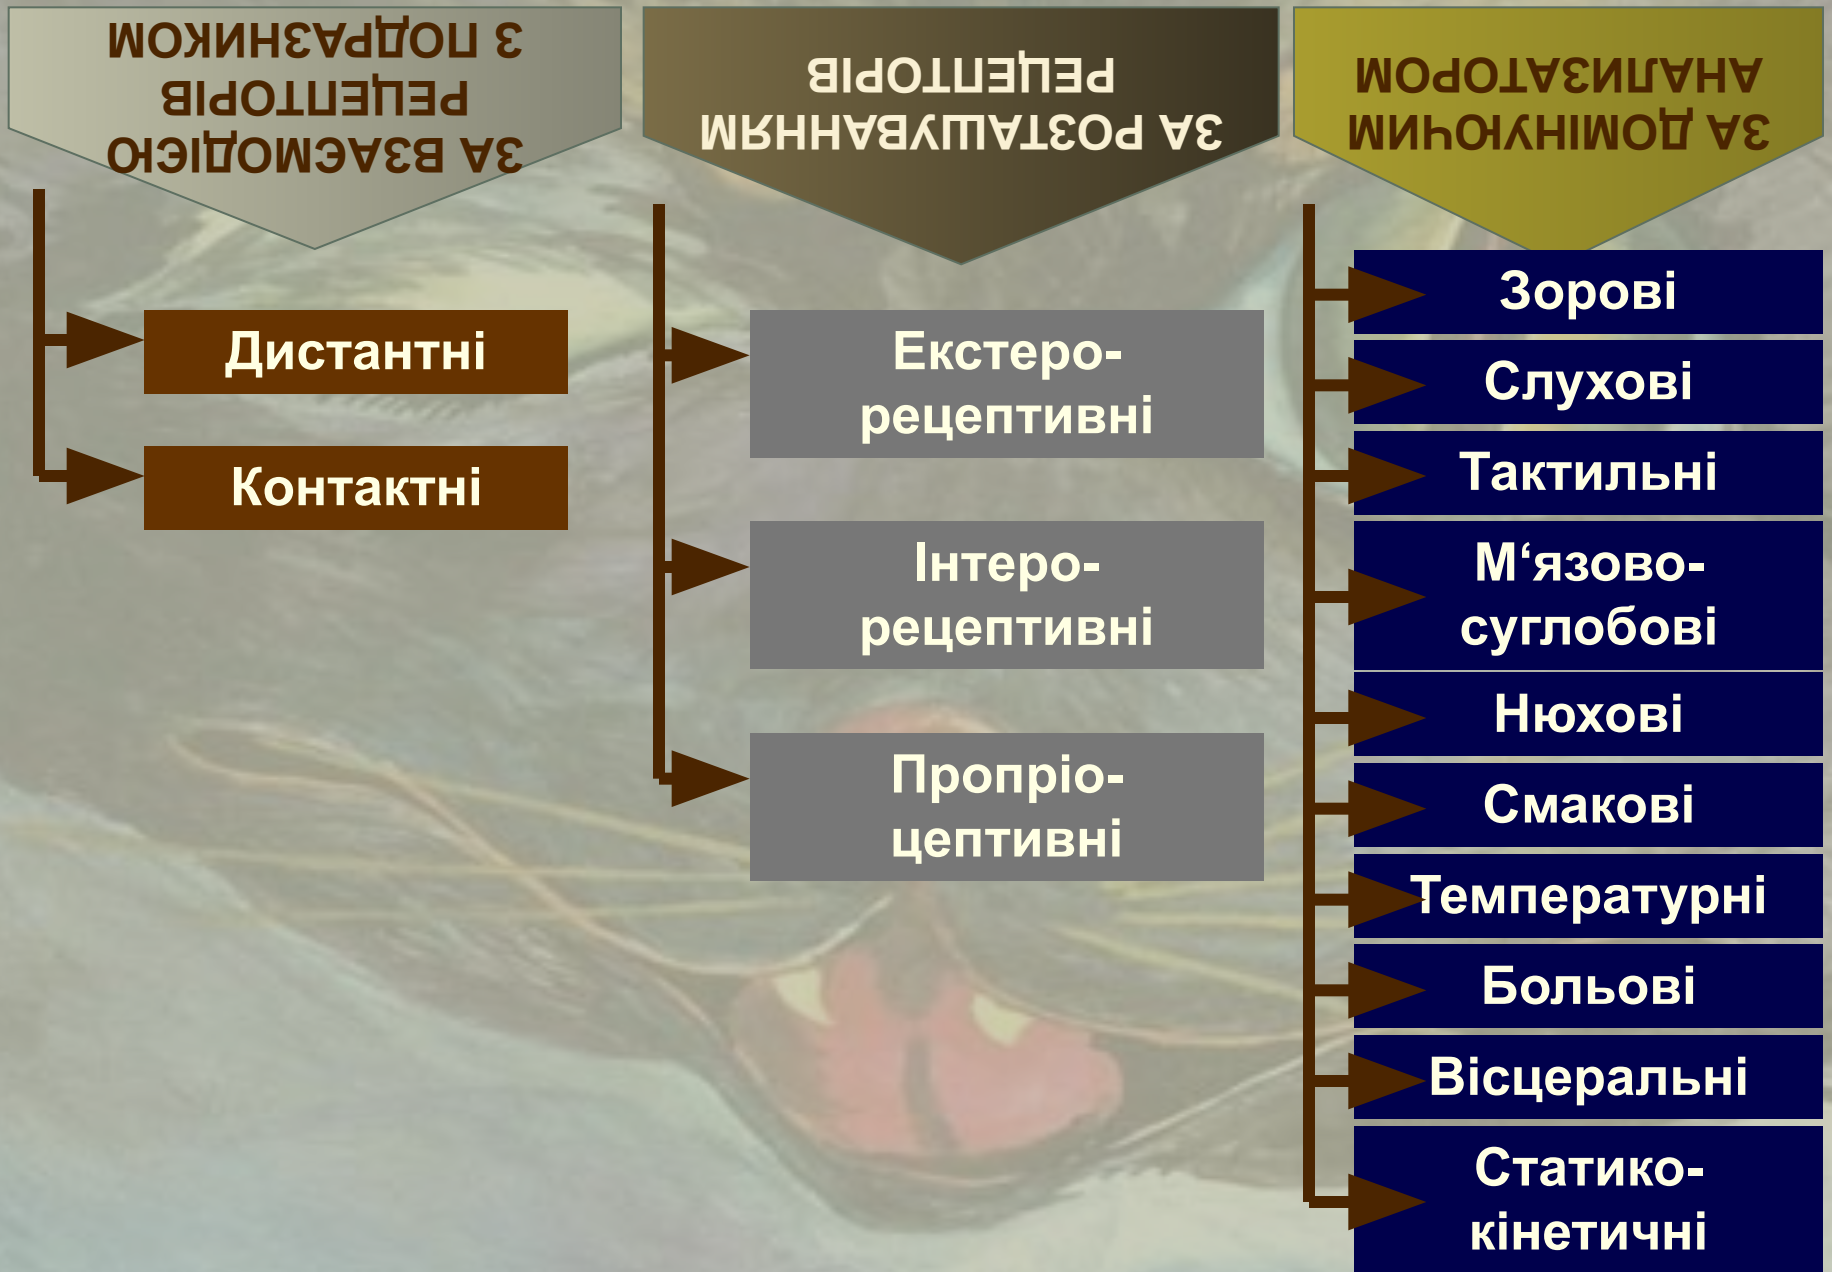 ЗА ВЗАЄМОДІЄЮ
РЕЦЕПТОРІВ
З ПОДРАЗНИКОМ
Дистантні
Контактні
ЗА РОЗТАШУВАННЯМ
РЕЦЕПТОРІВ
Екстеро-
рецептивні
Інтеро-
рецептивні
Пропріо-
цептивні
ЗА ДОМІНУЮЧИМ
АНАЛИЗАТОРОМ
Зорові
Слухові
Тактильні
М‘язово-
суглобові
Нюхові
Смакові
Температурні
Больові
Вісцеральні
Статико-
кінетичні